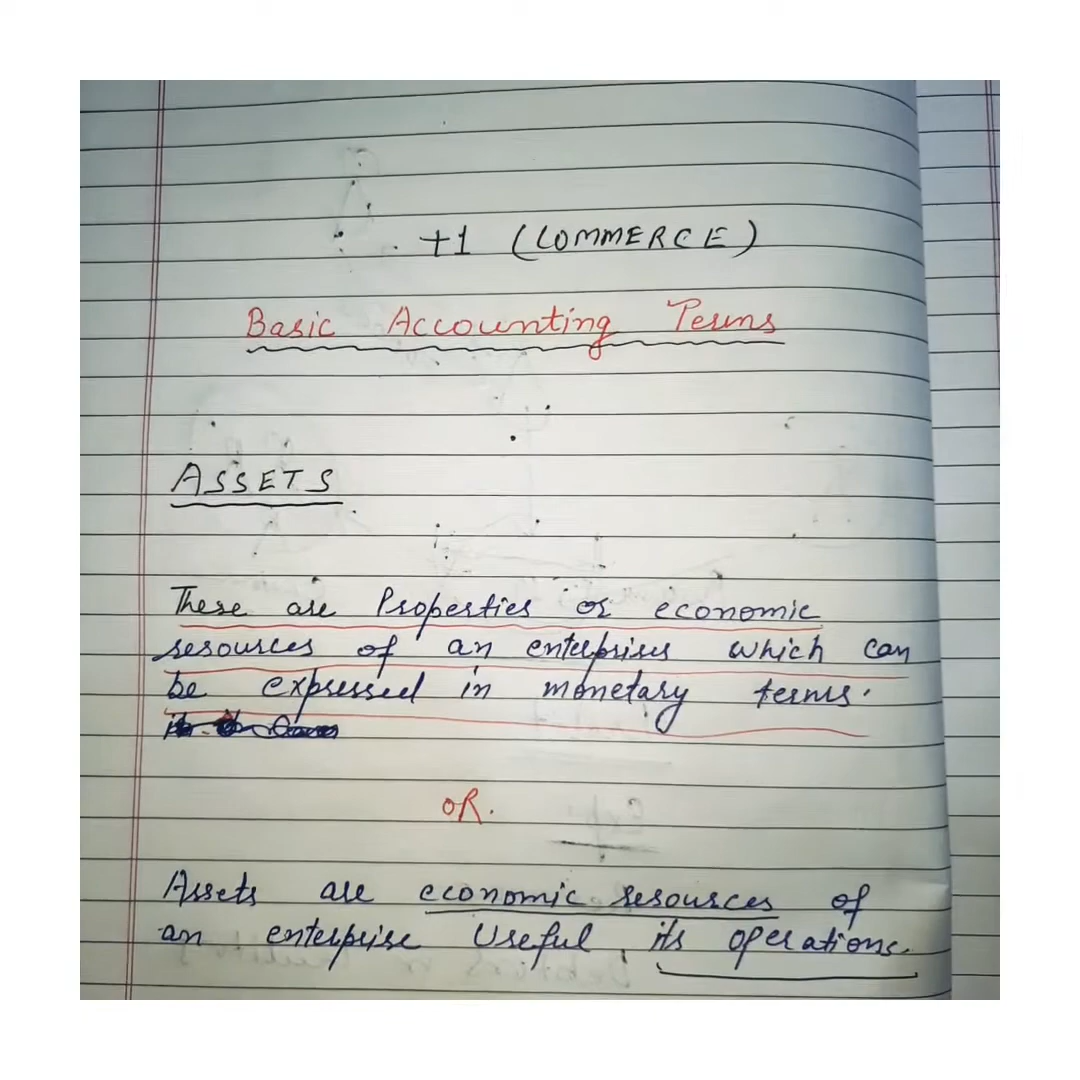 +1 (COMMERCE)
Basic Accounting Terms
ASSETS
These are Properties or economic
resources of an enterprises which can
be expressed in monetary terms.
OR.
Assets are economic resources of
an enterprise Useful its operations.